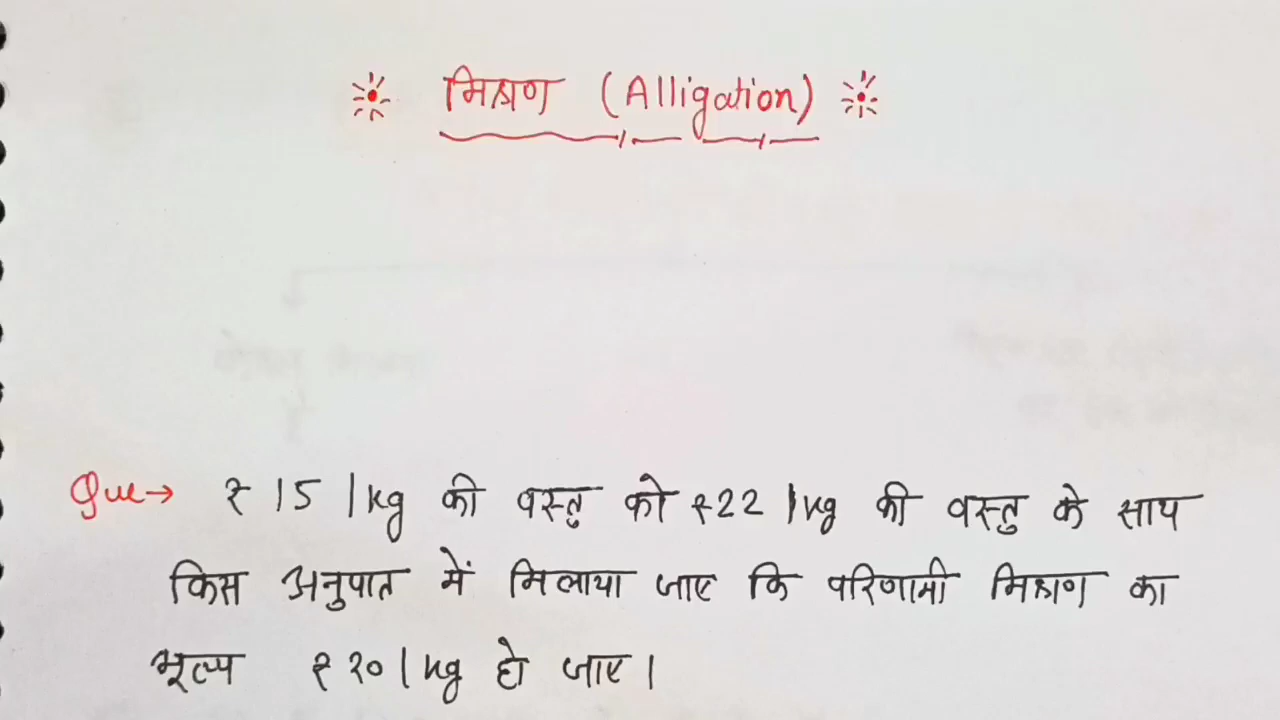 मिश्रण (Alligation)
Que→ ₹ 15 /kg की वस्तु को ₹22 /kg की वस्तु के साथ
किस अनुपात में मिलाया जाए कि परिणामी मिश्रण का
मूल्य ₹20/kg हो जाए।